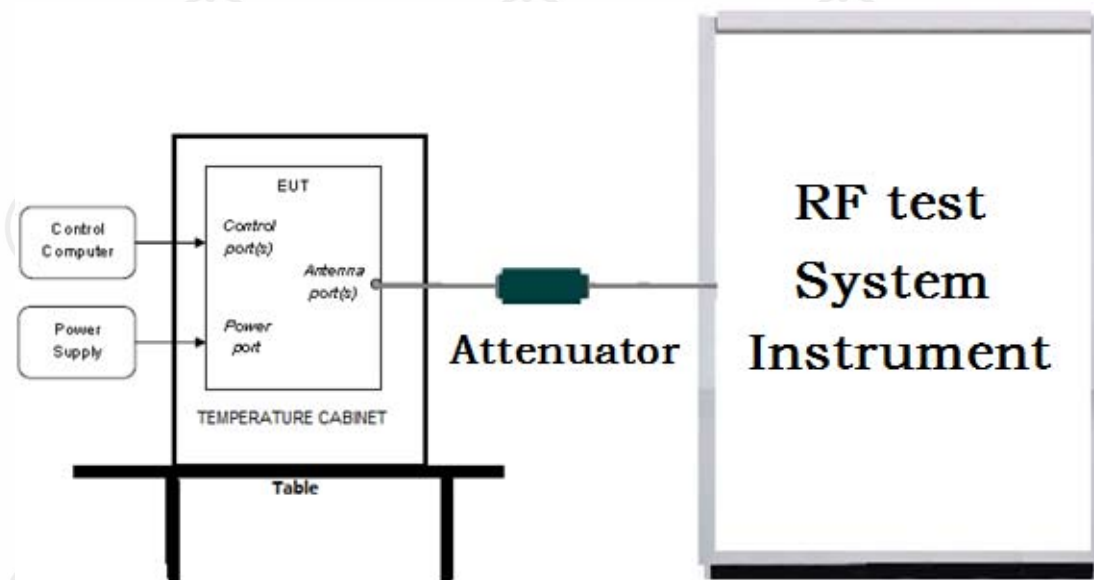 Control
Computer
Power
Supply
EUT
Control
port(s)
Antenna
port(s)
Power
port
TEMPERATURE CABINET
Table
Attenuator
RF test
System
Instrument